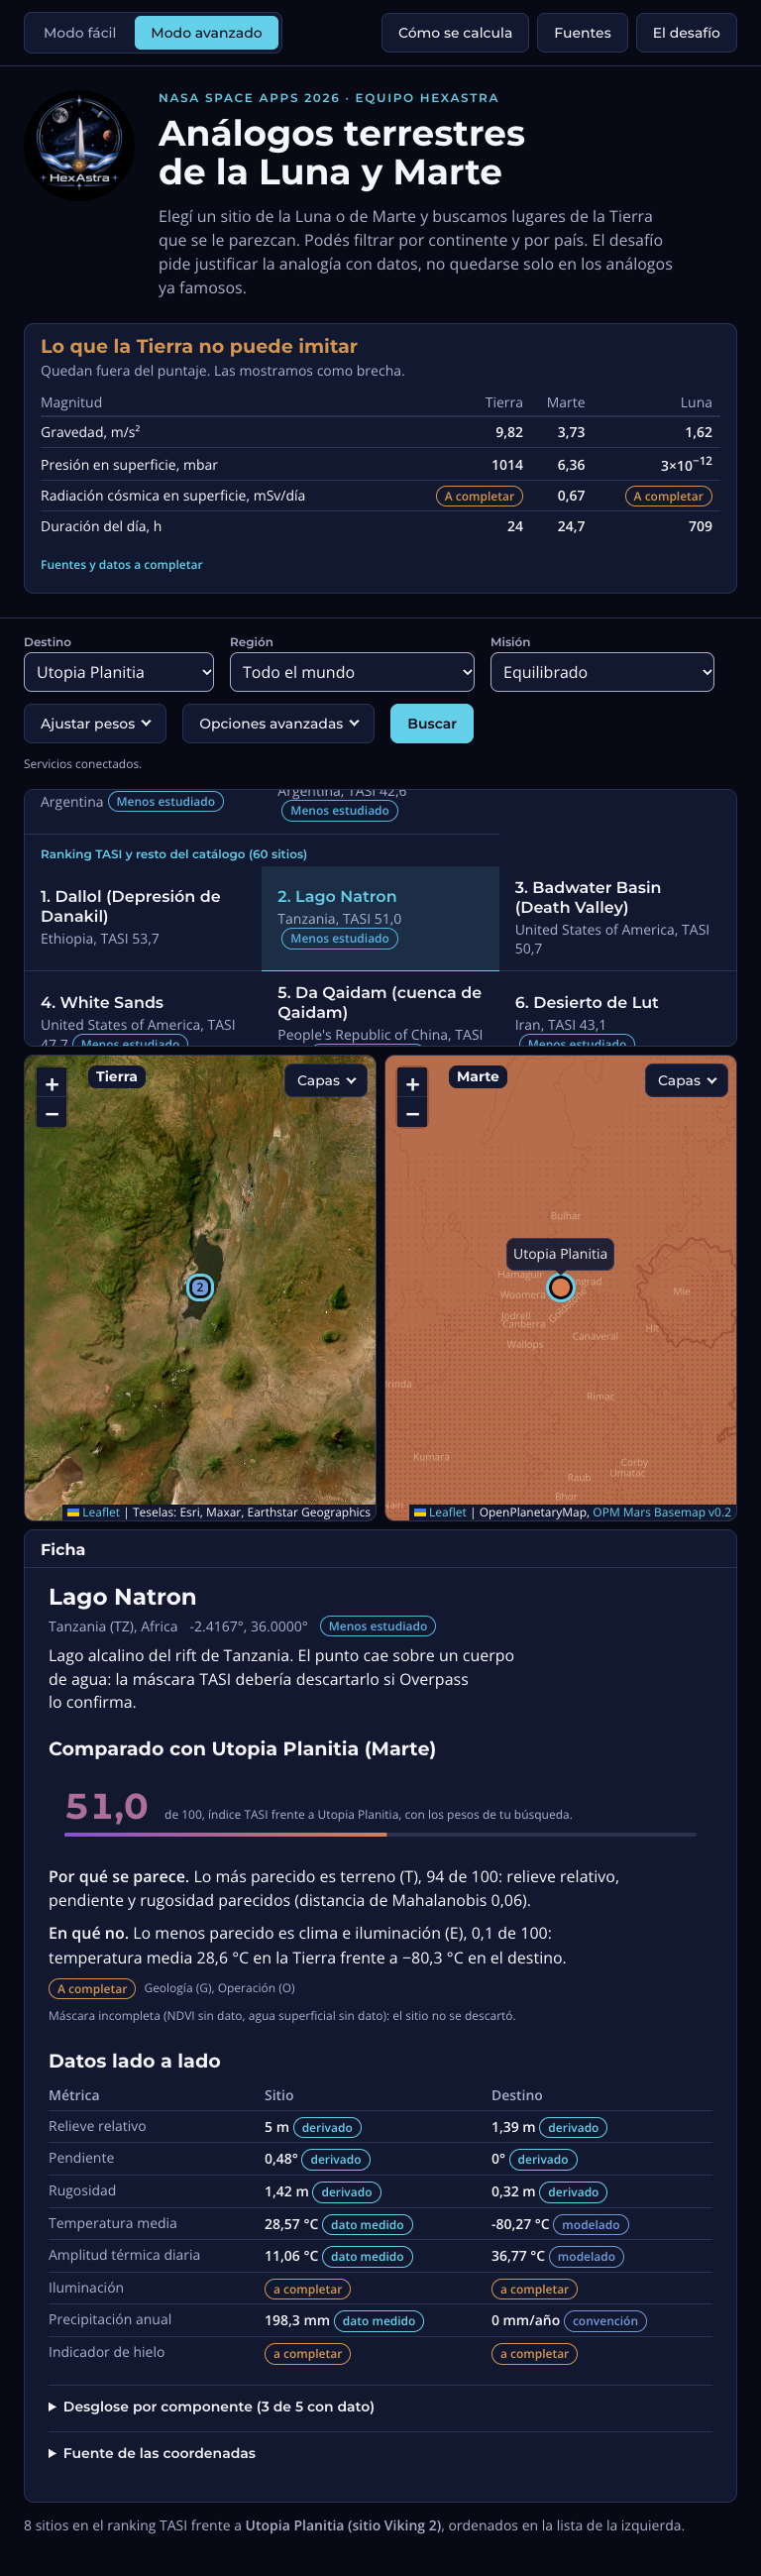 Modo fácil
Modo avanzado
Cómo se calcula
Fuentes
El desafío
HexAstra
NASA SPACE APPS 2026 · EQUIPO HEXASTRA
Análogos terrestres
de la Luna y Marte
Elegí un sitio de la Luna o de Marte y buscamos lugares de la Tierra
que se le parezcan. Podés filtrar por continente y por país. El desafío
pide justificar la analogía con datos, no quedarse solo en los análogos
ya famosos.
Lo que la Tierra no puede imitar
Quedan fuera del puntaje. Las mostramos como brecha.
Magnitud Tierra Marte Luna
Gravedad, m/s² 9,82 3,73 1,62
Presión en superficie, mbar 1014 6,36 3×10⁻¹²
Radiación cósmica en superficie, mSv/día A completar 0,67 A completar
Duración del día, h 24 24,7 709
Fuentes y datos a completar
Destino Región Misión
Utopia Planitia Todo el mundo Equilibrado
Ajustar pesos Opciones avanzadas Buscar
Servicios conectados.
Argentina Menos estudiado
Argentina, TASI 42,6
Menos estudiado
Ranking TASI y resto del catálogo (60 sitios)
1. Dallol (Depresión de
Danakil)
Ethiopia, TASI 53,7
2. Lago Natron
Tanzania, TASI 51,0
Menos estudiado
3. Badwater Basin
(Death Valley)
United States of America, TASI
50,7
4. White Sands
United States of America, TASI
47,7 Menos estudiado
5. Da Qaidam (cuenca de
Qaidam)
People's Republic of China, TASI
6. Desierto de Lut
Iran, TASI 43,1
Menos estudiado
+
−
Tierra
Capas
2
Leaflet | Teselas: Esri, Maxar, Earthstar Geographics
+
−
Marte
Capas
Bulhar
Utopia Planitia
Hamaguir
Woomera
Goldstone
Mie
Jodrell
Canberra
Canaveral
Hit
Wallops
Rimac
Kumara
Corby
Raub
Umatac
Bhor
Leaflet | OpenPlanetaryMap, OPM Mars Basemap v0.2
Ficha
Lago Natron
Tanzania (TZ), Africa -2.4167°, 36.0000° Menos estudiado
Lago alcalino del rift de Tanzania. El punto cae sobre un cuerpo
de agua: la máscara TASI debería descartarlo si Overpass
lo confirma.
Comparado con Utopia Planitia (Marte)
51,0 de 100, índice TASI frente a Utopia Planitia, con los pesos de tu búsqueda.
Por qué se parece. Lo más parecido es terreno (T), 94 de 100: relieve relativo,
pendiente y rugosidad parecidos (distancia de Mahalanobis 0,06).
En qué no. Lo menos parecido es clima e iluminación (E), 0,1 de 100:
temperatura media 28,6 °C en la Tierra frente a −80,3 °C en el destino.
A completar Geología (G), Operación (O)
Máscara incompleta (NDVI sin dato, agua superficial sin dato): el sitio no se descartó.
Datos lado a lado
Métrica Sitio Destino
Relieve relativo 5 m derivado 1,39 m derivado
Pendiente 0,48° derivado 0° derivado
Rugosidad 1,42 m derivado 0,32 m derivado
Temperatura media 28,57 °C dato medido -80,27 °C modelado
Amplitud térmica diaria 11,06 °C dato medido 36,77 °C modelado
Iluminación a completar a completar
Precipitación anual 198,3 mm dato medido 0 mm/año convención
Indicador de hielo a completar a completar
▶ Desglose por componente (3 de 5 con dato)
▶ Fuente de las coordenadas
8 sitios en el ranking TASI frente a Utopia Planitia (sitio Viking 2), ordenados en la lista de la izquierda.